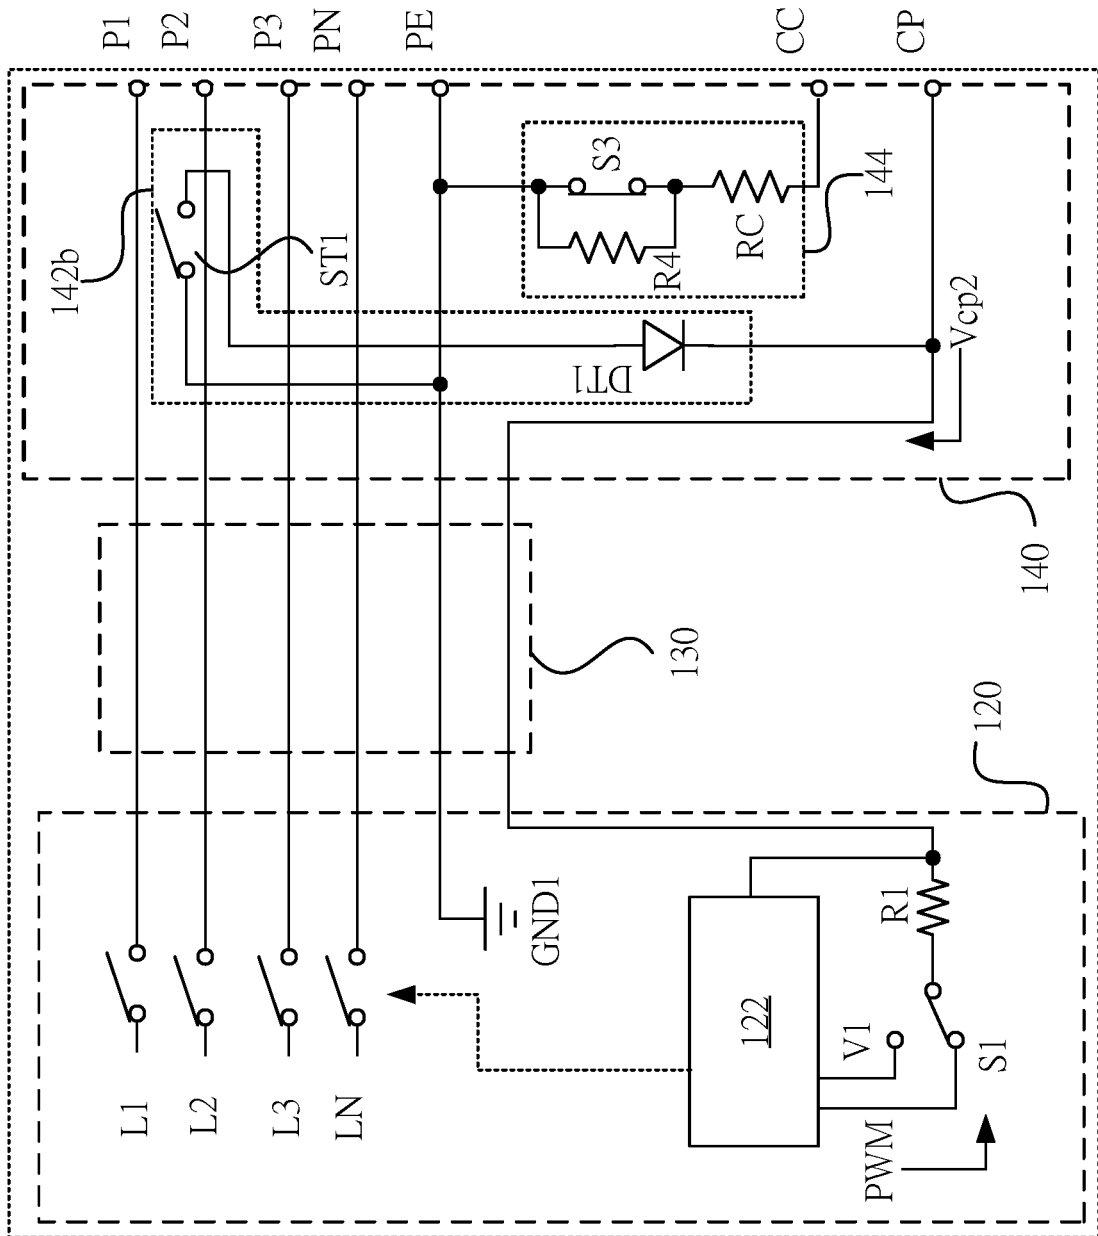 P1
P2
P3
PN
PE
CC
CP
142b
ST1
S3
R4
RC
144
DT1
Vcp2
140
130
120
GND1
R1
122
V1
S1
PWM
L1
L2
L3
LN